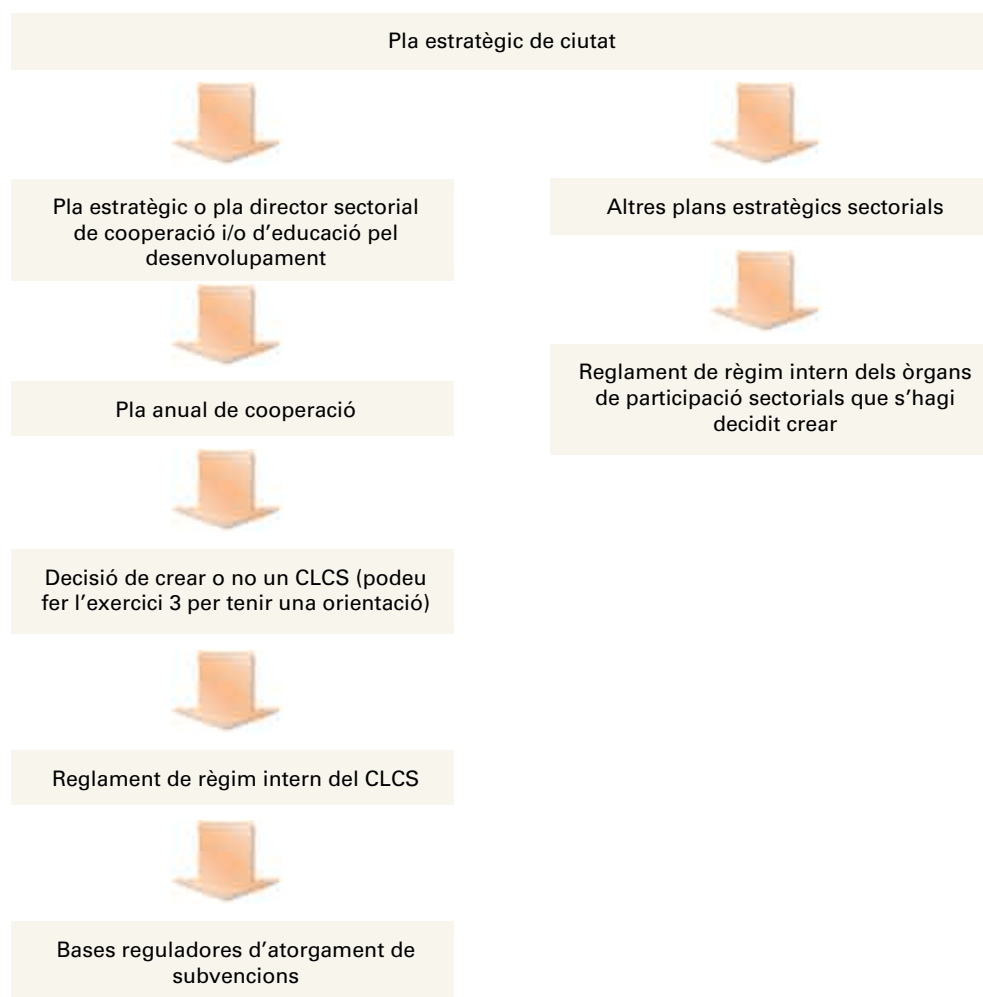 Pla estratègic de ciutat
Pla estratègic o pla director sectorial
de cooperació i/o d'educació pel
desenvolupament
Altres plans estratègics sectorials
Pla anual de cooperació
Reglament de règim intern dels òrgans
de participació sectorials que s'hagi
decidit crear
Decisió de crear o no un CLCS (podeu
fer l'exercici 3 per tenir una orientació)
Reglament de règim intern del CLCS
Bases reguladores d'atorgament de
subvencions